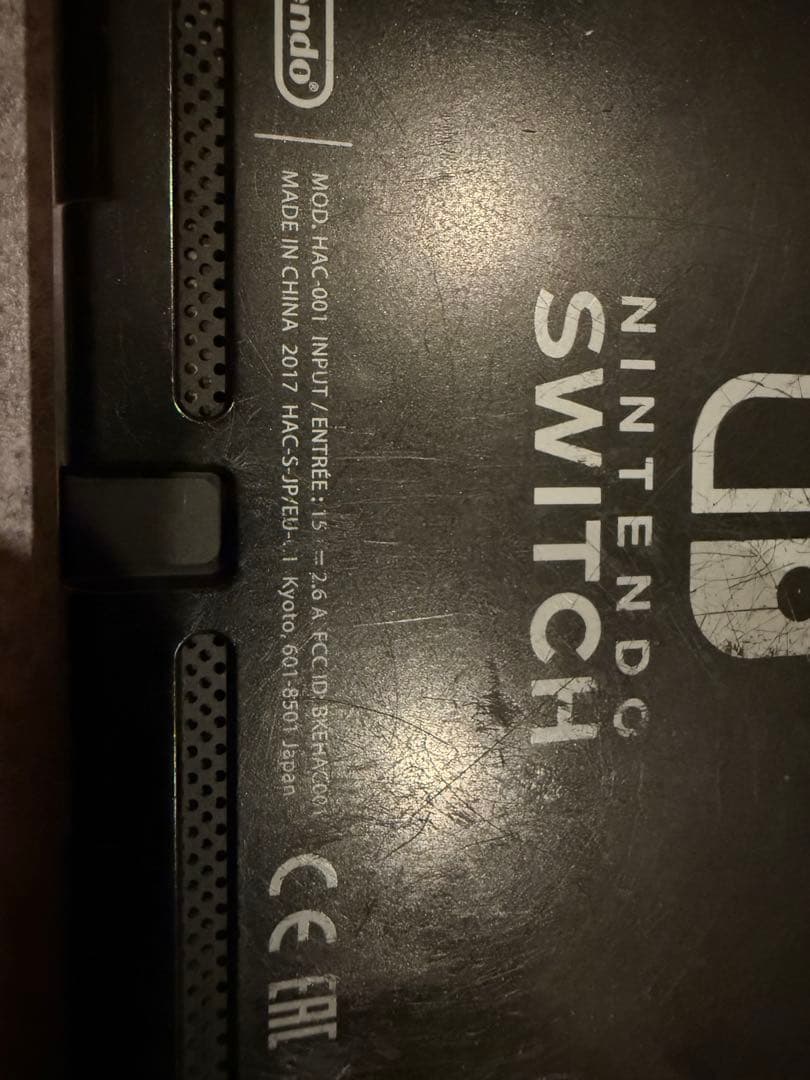 NINTENDO
SWITCH
MOD. HAC-001 INPUT / ENTRÉE : 15 ⎓ 2.6 A FCC ID: BKEHAC001
MADE IN CHINA 2017 HAC-S-JP/EU- 1 Kyoto, 601-8501 Japan
endo®
CE EAC